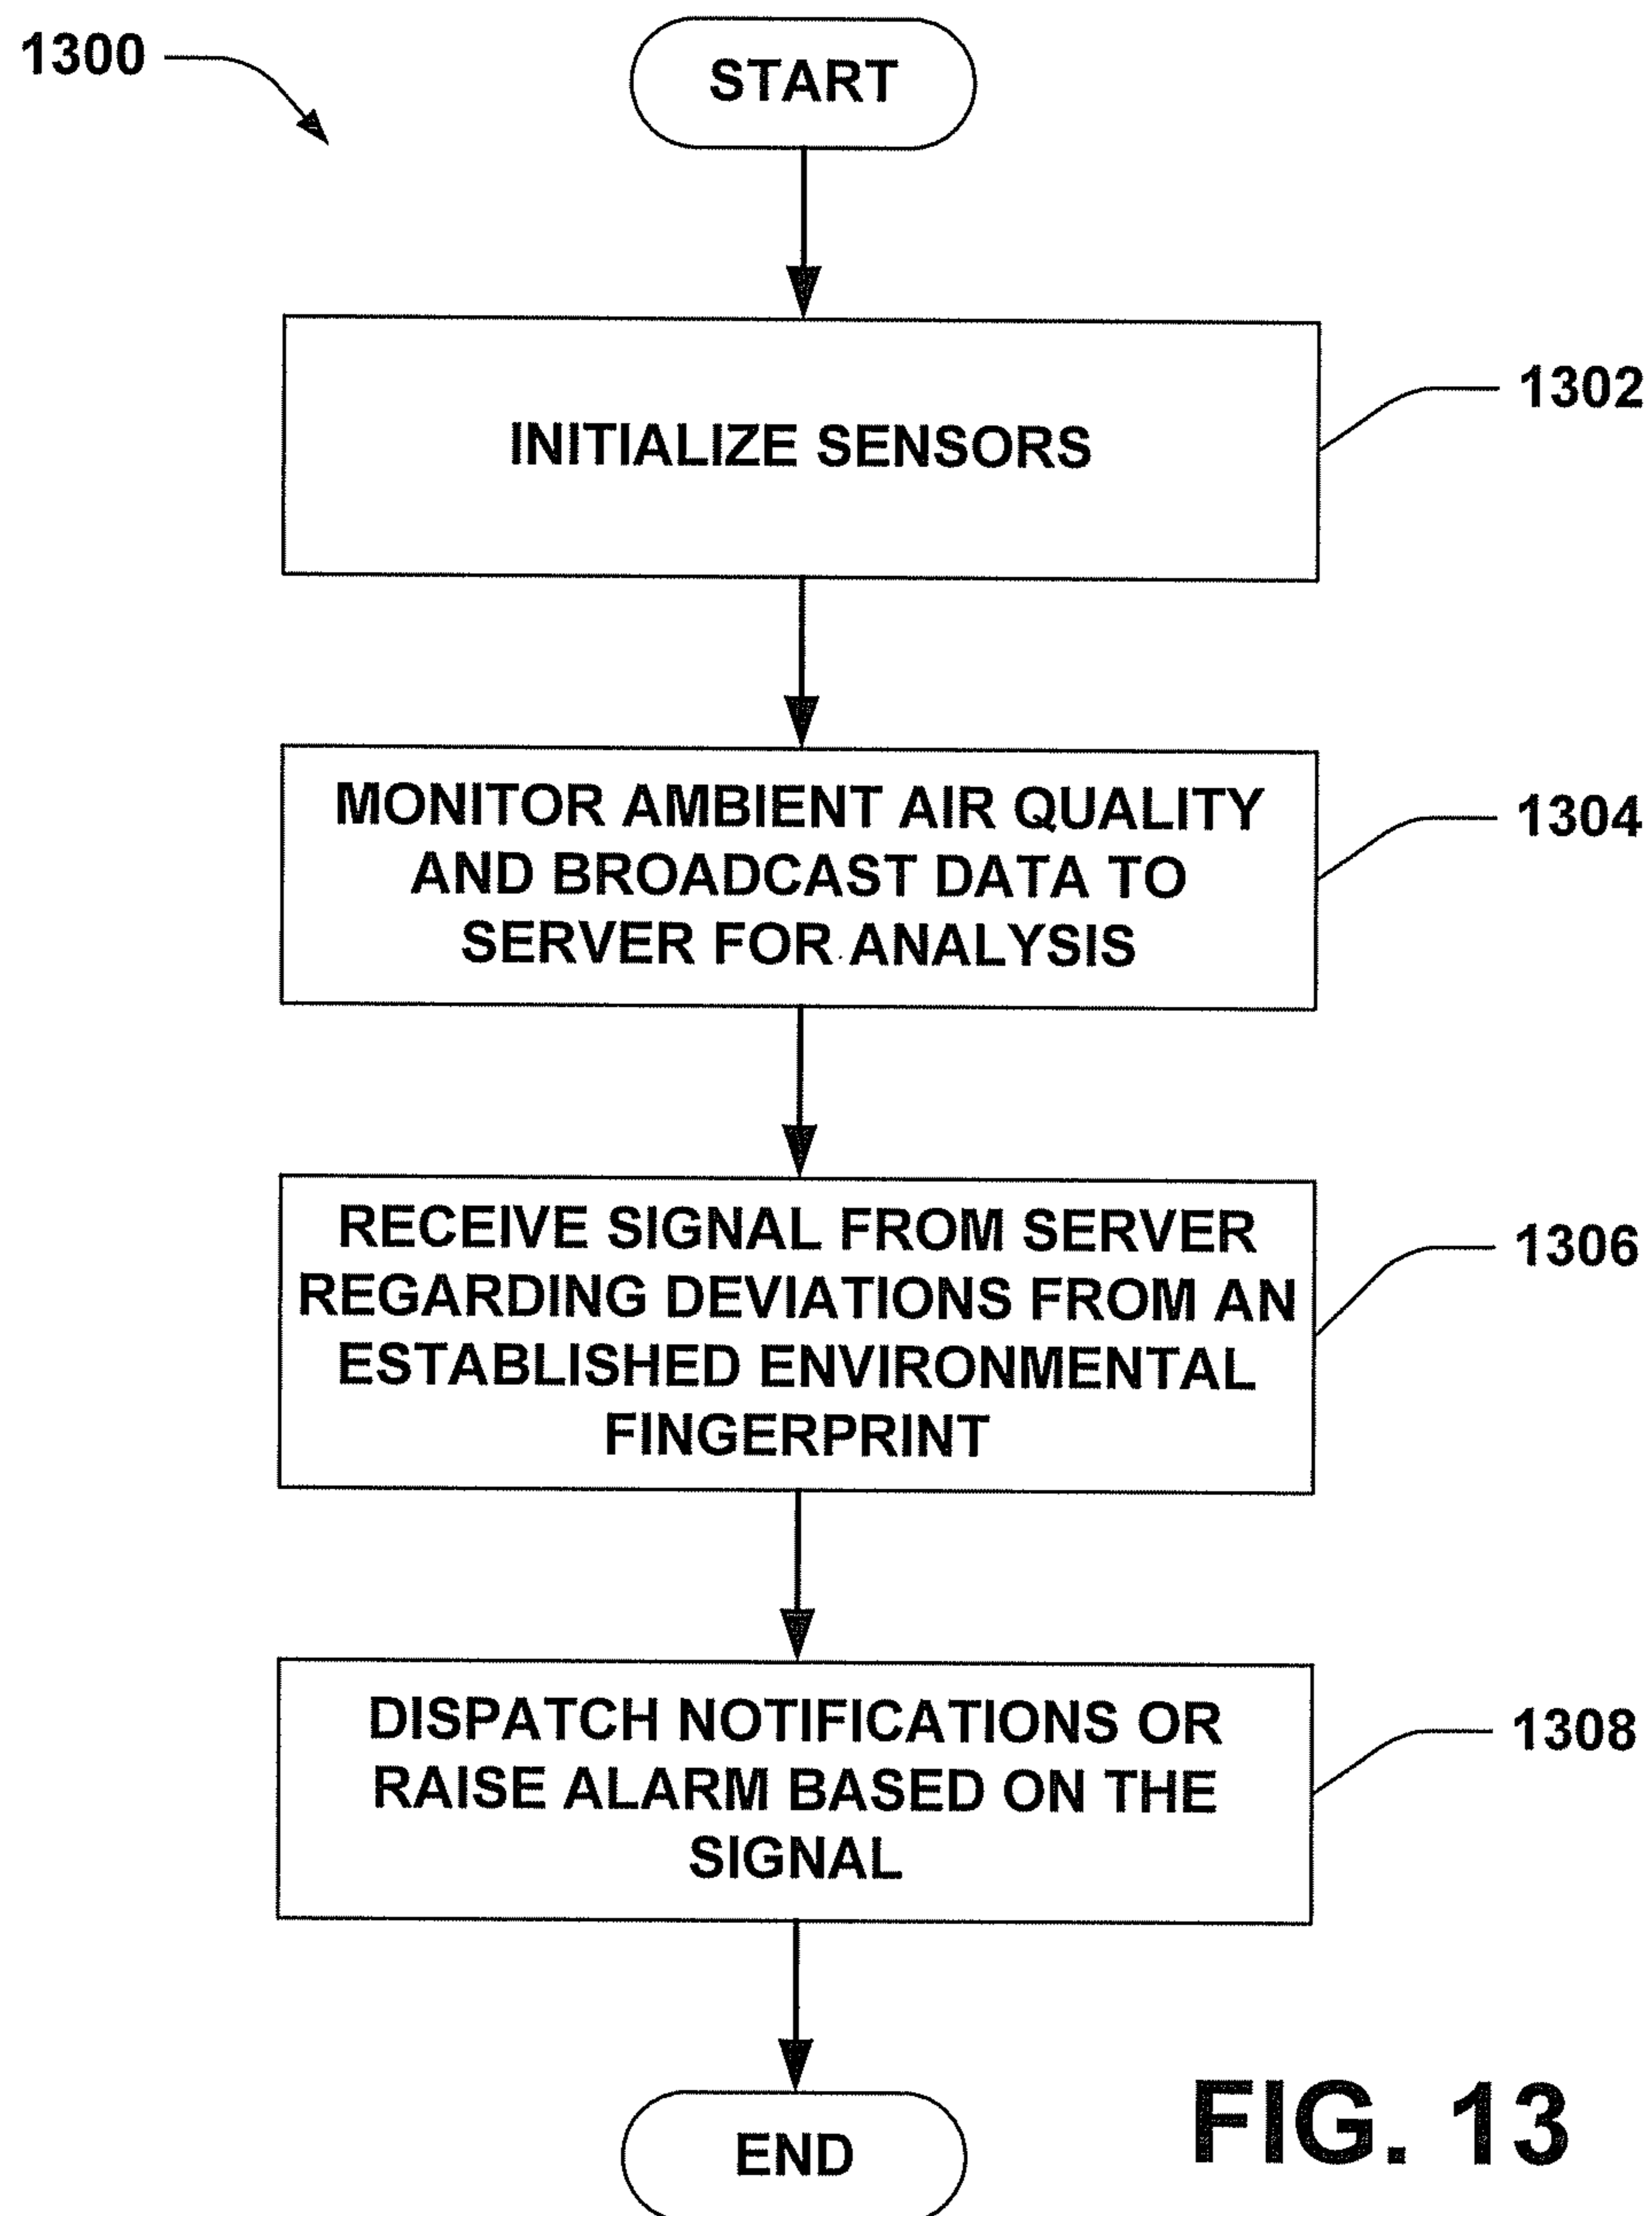 1300
START
INITIALIZE SENSORS
1302
MONITOR AMBIENT AIR QUALITY
AND BROADCAST DATA TO
SERVER FOR ANALYSIS
1304
RECEIVE SIGNAL FROM SERVER
REGARDING DEVIATIONS FROM AN
ESTABLISHED ENVIRONMENTAL
FINGERPRINT
1306
DISPATCH NOTIFICATIONS OR
RAISE ALARM BASED ON THE
SIGNAL
1308
END
FIG. 13